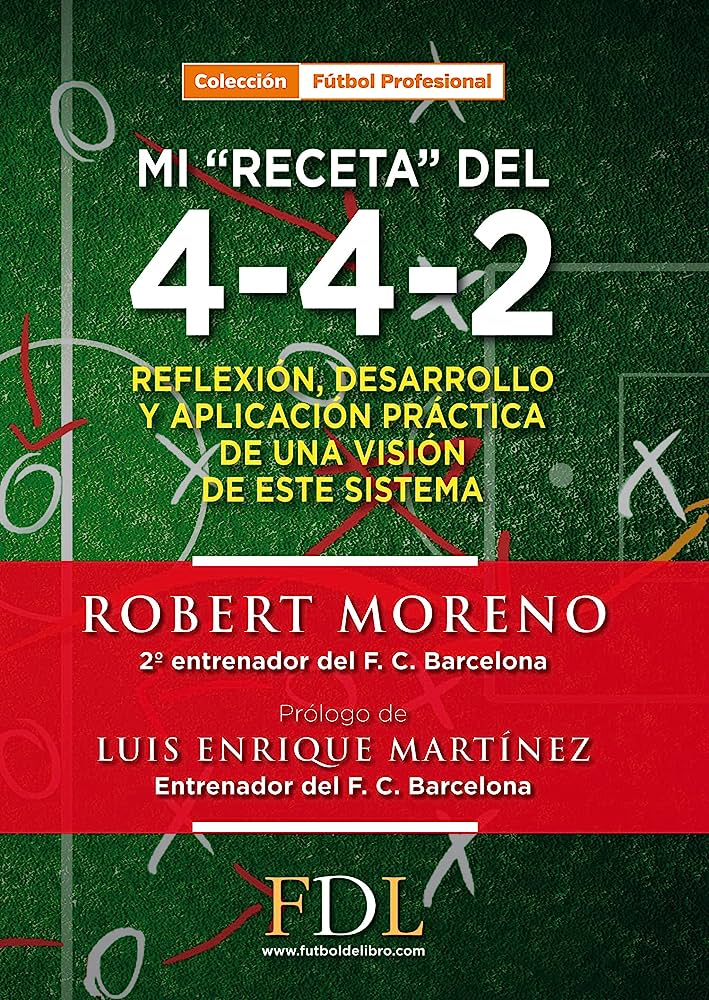 Colección Fútbol Profesional
MI “RECETA” DEL
4-4-2
REFLEXIÓN, DESARROLLO
Y APLICACIÓN PRÁCTICA
DE UNA VISIÓN
DE ESTE SISTEMA
ROBERT MORENO
2º entrenador del F. C. Barcelona
Prólogo de
LUIS ENRIQUE MARTÍNEZ
Entrenador del F. C. Barcelona
FDL
www.futboldelibro.com